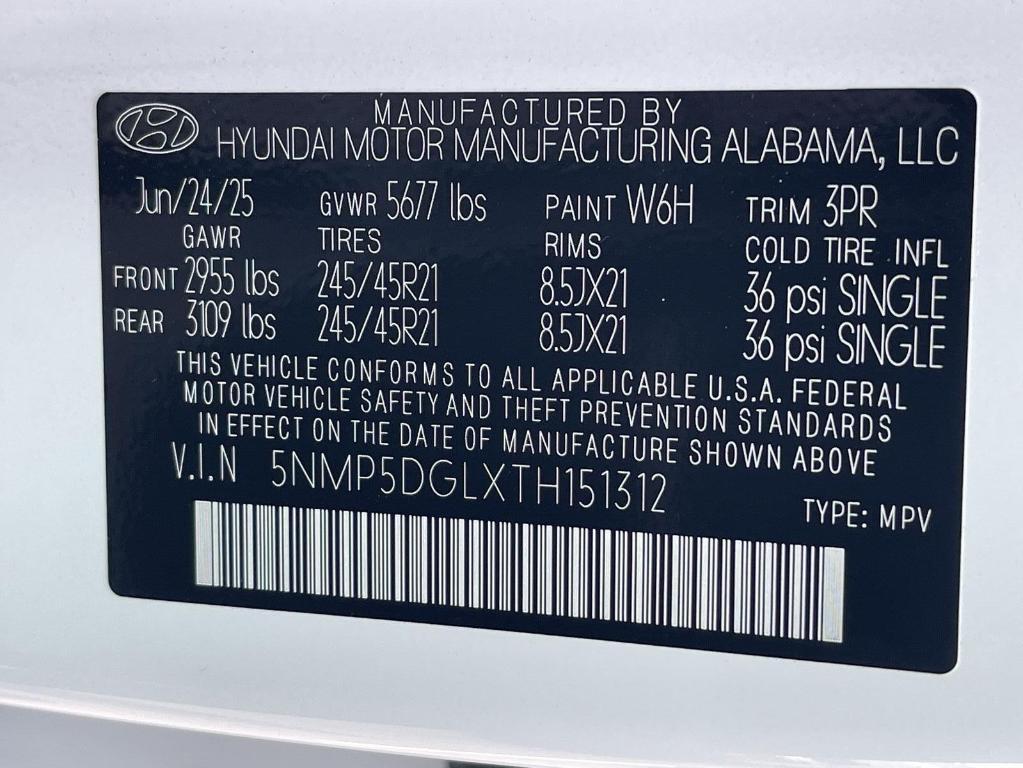 MANUFACTURED BY
HYUNDAI MOTOR MANUFACTURING ALABAMA, LLC
Jun/24/25 GVWR 5677 lbs PAINT W6H TRIM 3PR
GAWR TIRES RIMS COLD TIRE INFL
FRONT 2955 lbs 245/45R21 8.5JX21 36 psi SINGLE
REAR 3109 lbs 245/45R21 8.5JX21 36 psi SINGLE
THIS VEHICLE CONFORMS TO ALL APPLICABLE U.S.A. FEDERAL
MOTOR VEHICLE SAFETY AND THEFT PREVENTION STANDARDS
IN EFFECT ON THE DATE OF MANUFACTURE SHOWN ABOVE
V.I.N 5NMP5DGLXTH151312
TYPE: MPV